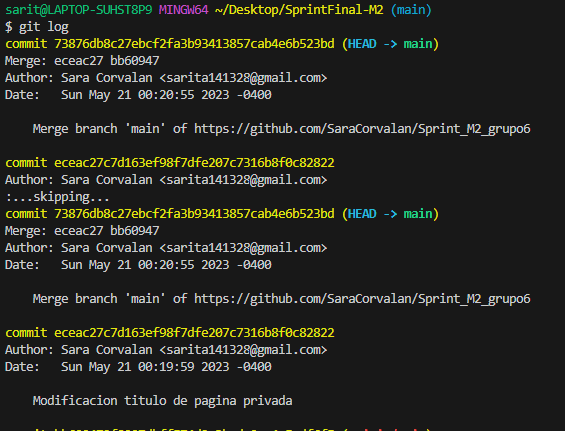 sarit@LAPTOP-SUHST8P9 MINGW64 ~/Desktop/SprintFinal-M2 (main)
$ git log
commit 73876db8c27ebcf2fa3b93413857cab4e6b523bd (HEAD -> main)
Merge: eceac27 bb60947
Author: Sara Corvalan <sarita141328@gmail.com>
Date:   Sun May 21 00:20:55 2023 -0400
Merge branch 'main' of https://github.com/SaraCorvalan/Sprint_M2_grupo6
commit eceac27c7d163ef98f7dfe207c7316b8f0c82822
Author: Sara Corvalan <sarita141328@gmail.com>
:...skipping...
commit 73876db8c27ebcf2fa3b93413857cab4e6b523bd (HEAD -> main)
Merge: eceac27 bb60947
Author: Sara Corvalan <sarita141328@gmail.com>
Date:   Sun May 21 00:20:55 2023 -0400
Merge branch 'main' of https://github.com/SaraCorvalan/Sprint_M2_grupo6
commit eceac27c7d163ef98f7dfe207c7316b8f0c82822
Author: Sara Corvalan <sarita141328@gmail.com>
Date:   Sun May 21 00:19:59 2023 -0400
Modificacion titulo de pagina privada